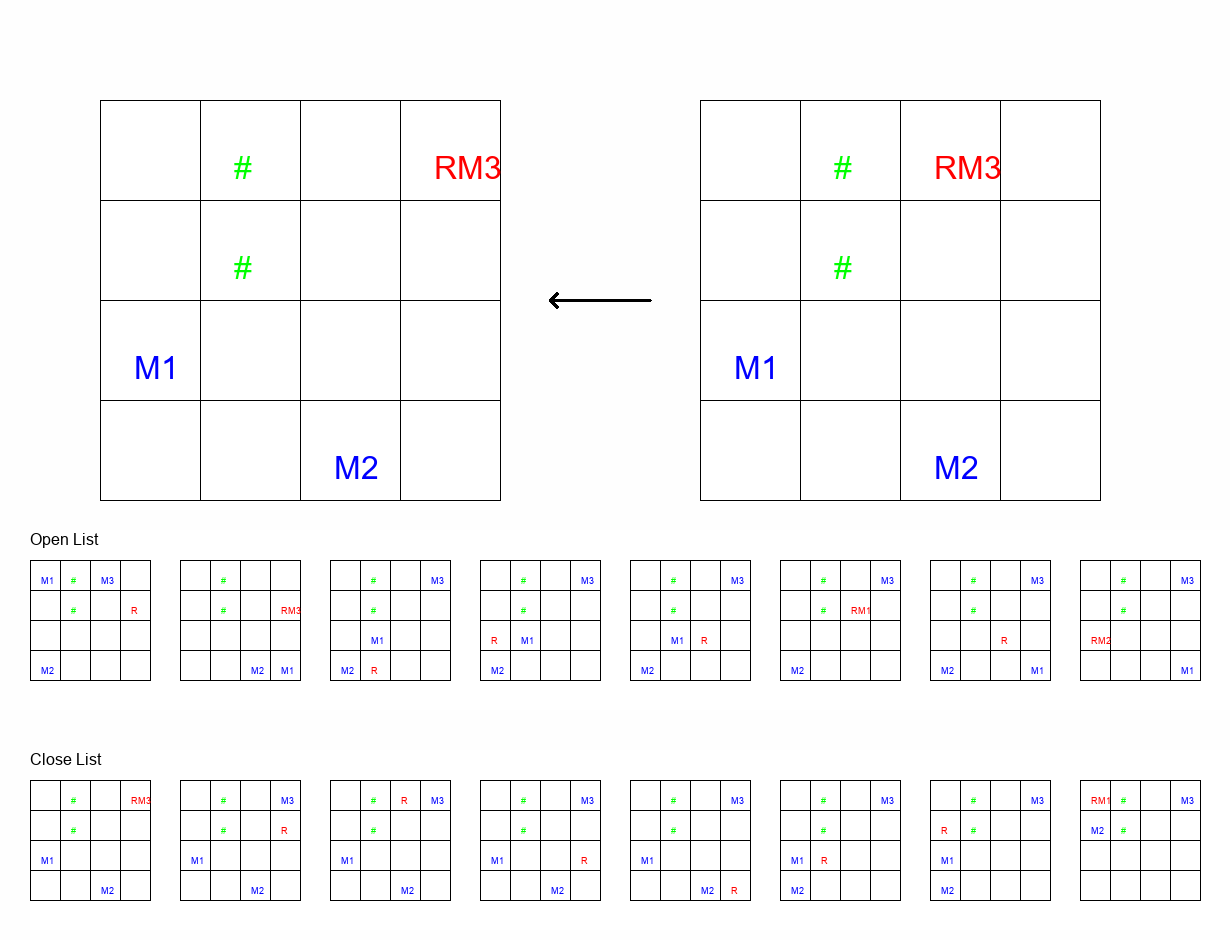 # RM3 # RM3
# #
M1 M1
M2 M2
Open List
M1 # M3 # # M3 # M3 # M3 # M3 # M3 # M3
# R # RM3 # # # # RM1 # #
M1 R M1 M1 R R RM2
M2 M2 M1 M2 R M2 M2 M2 M2 M1 M1
Close List
# RM3 # M3 # R M3 # M3 # M3 # M3 # M3 RM1 # M3
# # R # # # # R # M2 #
M1 M1 M1 M1 R M1 M1 R M1
M2 M2 M2 M2 M2 R M2 M2